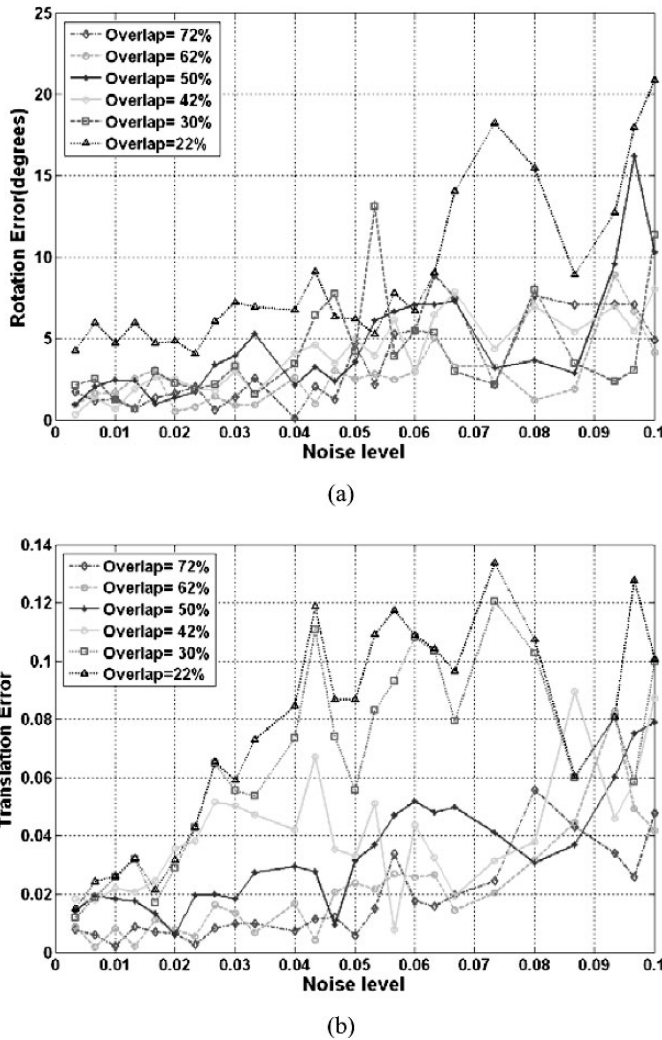 25
20
15
10
5
0
Rotation Error(degrees)
Overlap= 72%
Overlap= 62%
Overlap= 50%
Overlap= 42%
Overlap= 30%
Overlap=22%
0 0.01 0.02 0.03 0.04 0.05 0.06 0.07 0.08 0.09 0.1
Noise level
(a)
0.14
0.12
0.1
0.08
0.06
0.04
0.02
0
Translation Error
Overlap= 72%
Overlap= 62%
Overlap= 50%
Overlap= 42%
Overlap= 30%
Overlap=22%
0 0.01 0.02 0.03 0.04 0.05 0.06 0.07 0.08 0.09 0.1
Noise level
(b)